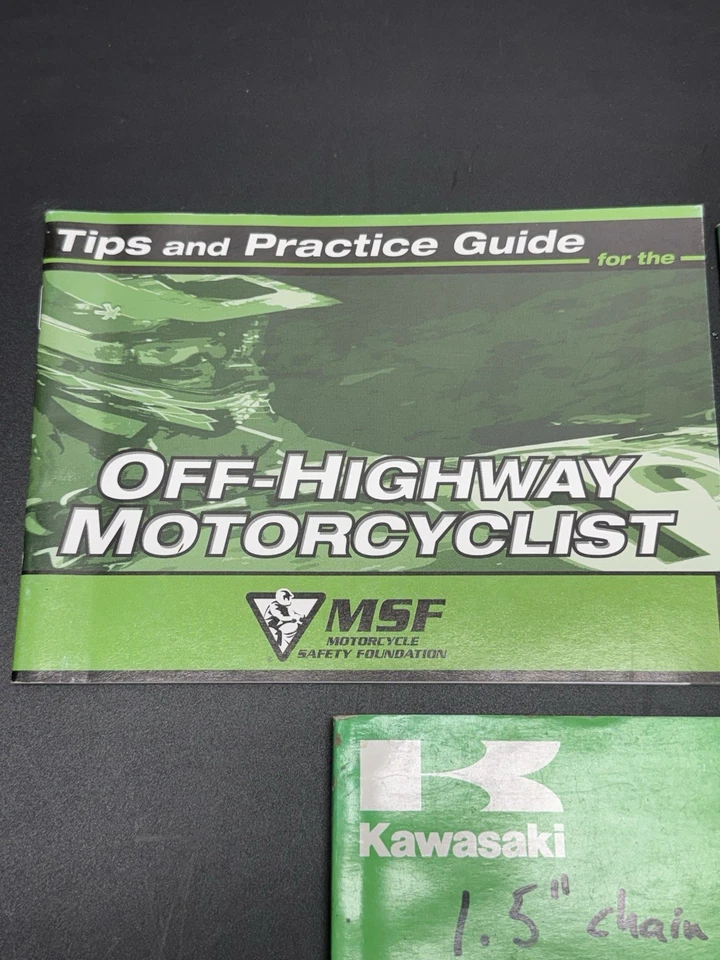 Tips and Practice Guide
for the
OFF-HIGHWAY
MOTORCYCLIST
MSF
MOTORCYCLE
SAFETY FOUNDATION
Kawasaki
1.5" chain